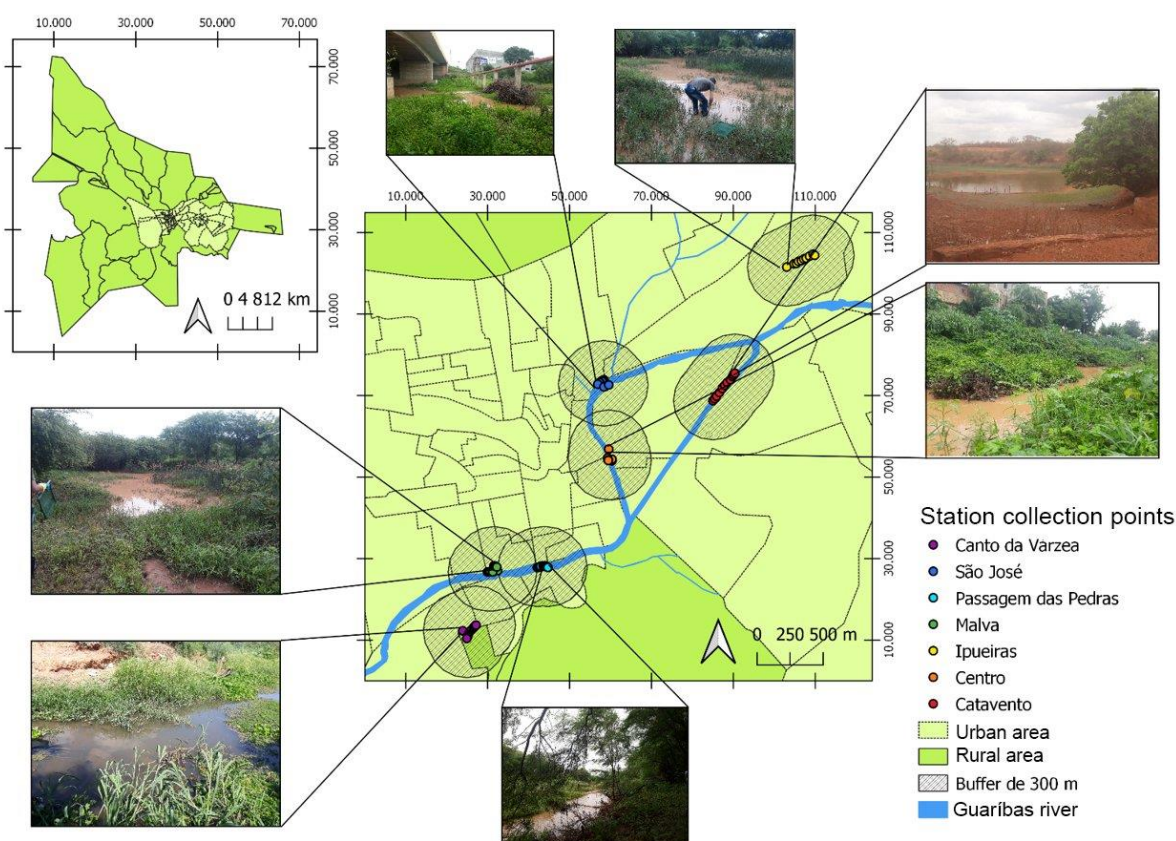 10.000 30.000 50.000 70.000
70.000
50.000
30.000
10.000
0 4 812 km
10.000 30.000 50.000 70.000 90.000 110.000
110.000
90.000
70.000
50.000
30.000
10.000
0 250 500 m
Station collection points
Canto da Varzea
São José
Passagem das Pedras
Malva
Ipueiras
Centro
Catavento
Urban area
Rural area
Buffer de 300 m
Guaríbas river